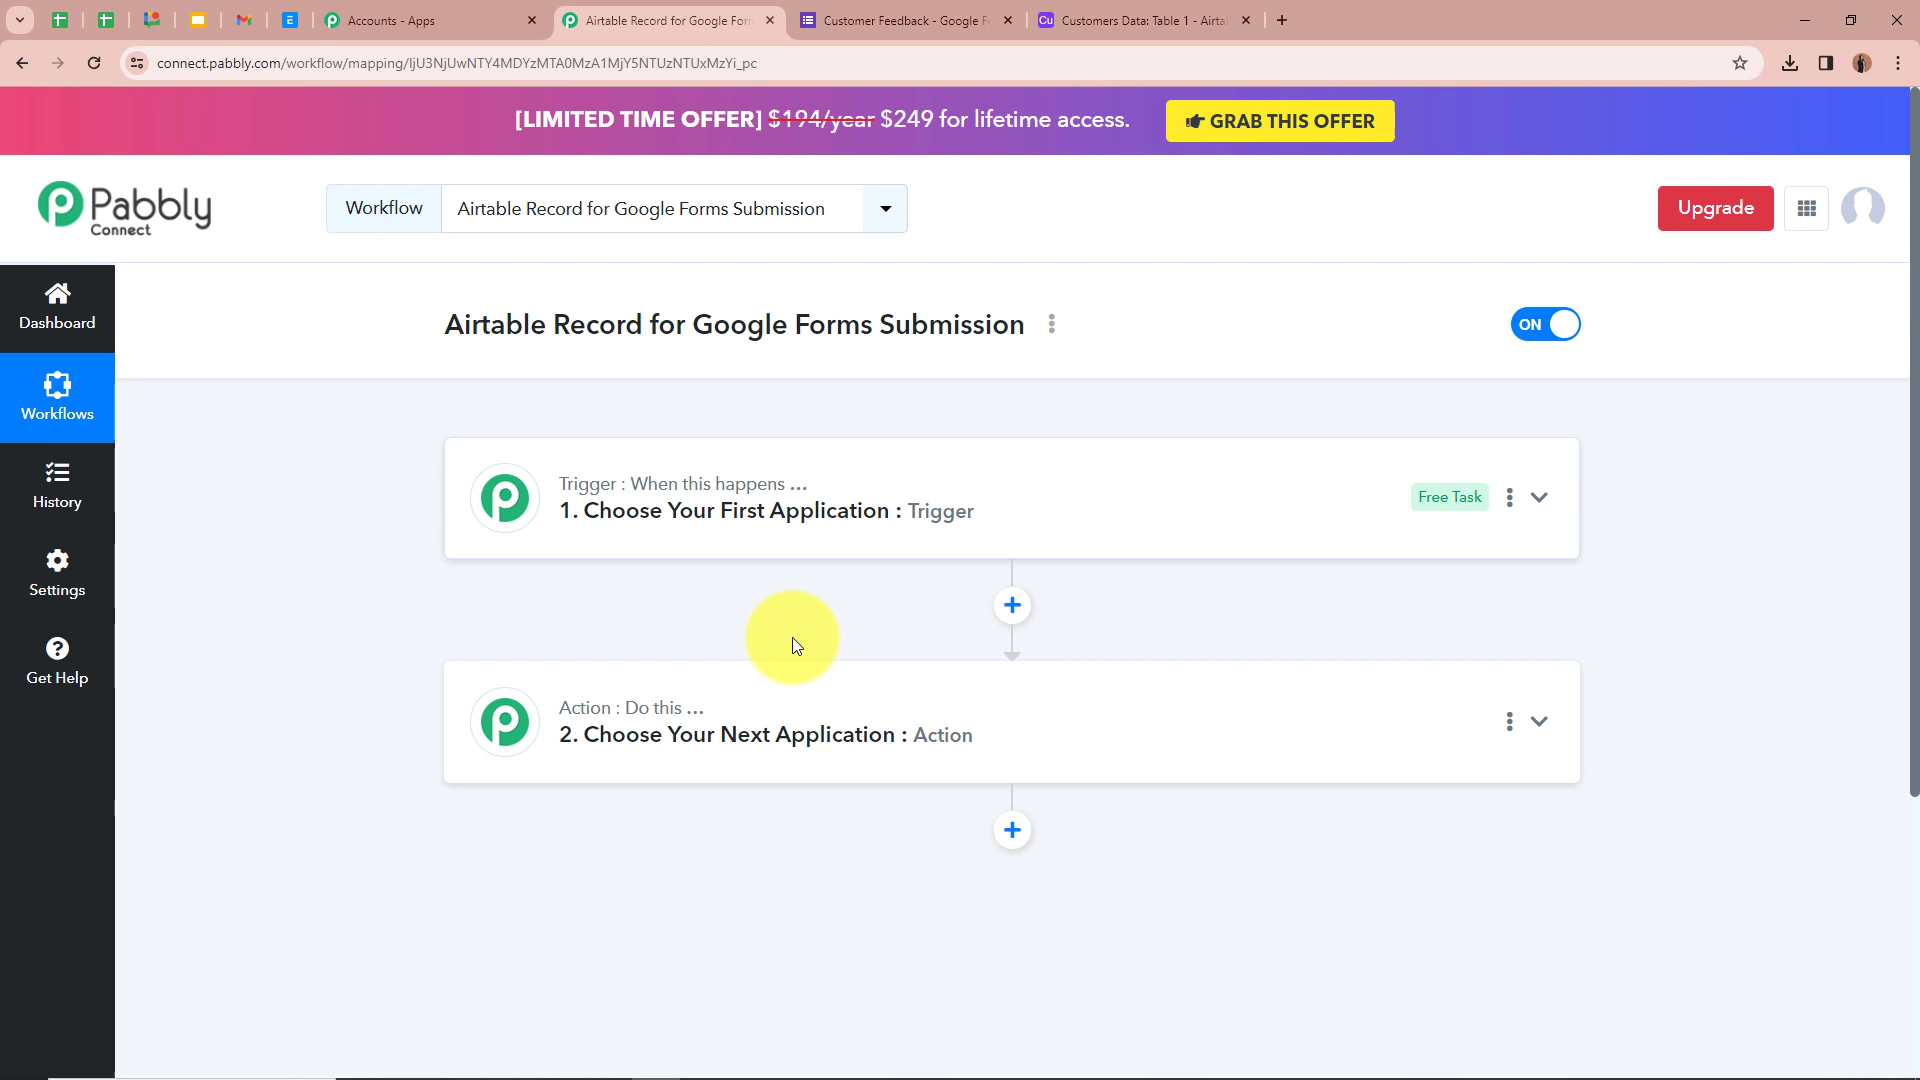 Accounts - Apps
Airtable Record for Google For
Customer Feedback - Google F
Cu Customers Data: Table 1 - Airta
connect.pabbly.com/workflow/mapping/IjU3NjUwNTY4MDYzMTA0MzA1MjY5NTUzNTUxMzYi_pc
[LIMITED TIME OFFER] $194/year $249 for lifetime access.
GRAB THIS OFFER
Pabbly
Connect
Workflow
Airtable Record for Google Forms Submission
Upgrade
Dashboard
Workflows
History
Settings
Get Help
Airtable Record for Google Forms Submission
ON
Trigger : When this happens ...
1. Choose Your First Application : Trigger
Free Task
Action : Do this ...
2. Choose Your Next Application : Action